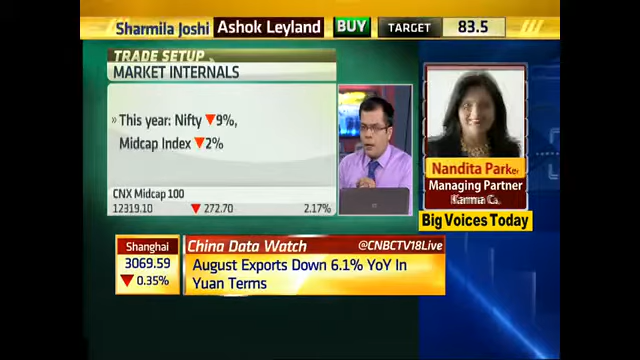 Sharmila Joshi Ashok Leyland BUY TARGET 83.5
TRADE SETUP
MARKET INTERNALS
» This year: Nifty ▼9%,
Midcap Index ▼2%
CNX Midcap 100
12319.10 ▼ 272.70 2.17%
Nandita Parker
Managing Partner
Karma
Big Voices Today
Shanghai
3069.59
▼ 0.35%
China Data Watch @CNBCTV18Live
August Exports Down 6.1% YoY In
Yuan Terms